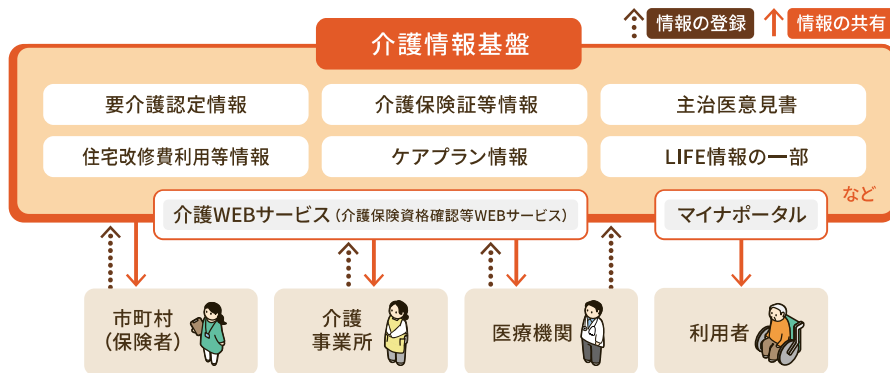 情報の登録
情報の共有
介護情報基盤
要介護認定情報
介護保険証等情報
主治医意見書
住宅改修費利用等情報
ケアプラン情報
LIFE情報の一部
など
介護WEBサービス（介護保険資格確認等WEBサービス）
マイナポータル
市町村
（保険者）
介護
事業所
医療機関
利用者